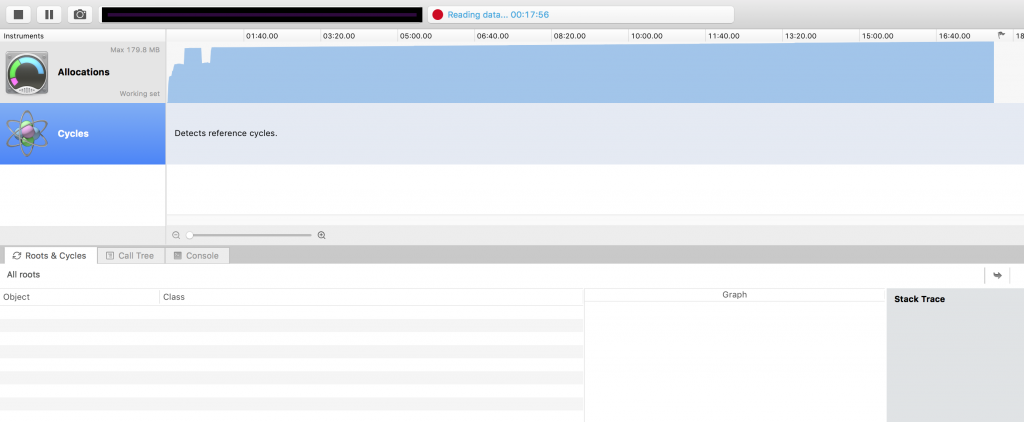 Reading data... 00:17:56
Instruments
01:40.00 03:20.00 05:00.00 06:40.00 08:20.00 10:00.00 11:40.00 13:20.00 15:00.00 16:40.00 18
Max 179.8 MB
Allocations
Working set
Cycles
Detects reference cycles.
Roots & Cycles Call Tree Console
All roots
Object Class Graph Stack Trace